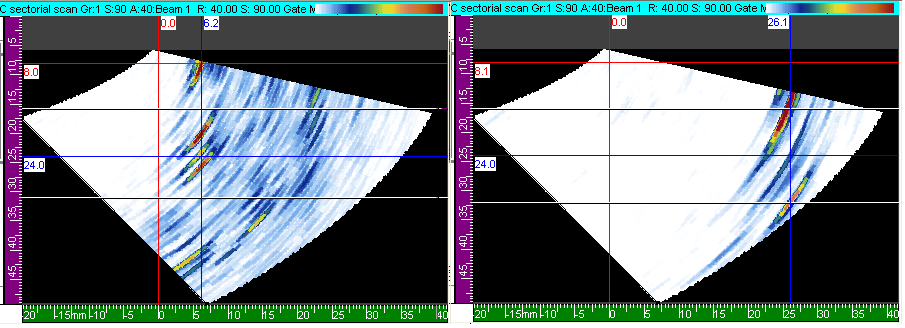 C sectorial scan Gr:1 S:90 A:40:Beam 1 R: 40.00 S: 90.00 Gate M
0.0 6.2
5 10 15 20 25 30 35 40 45
8.0
24.0
20 -15mm-10 -5 0 5 10 15 20 25 30 35 40
C sectorial scan Gr:1 S:90 A:40:Beam 1 R: 40.00 S: 90.00 Gate M
0.0 26.1
5 10 15 20 25 30 35 40 45
8.1
24.0
20 -15mm-10 -5 0 5 10 15 20 25 30 35 40